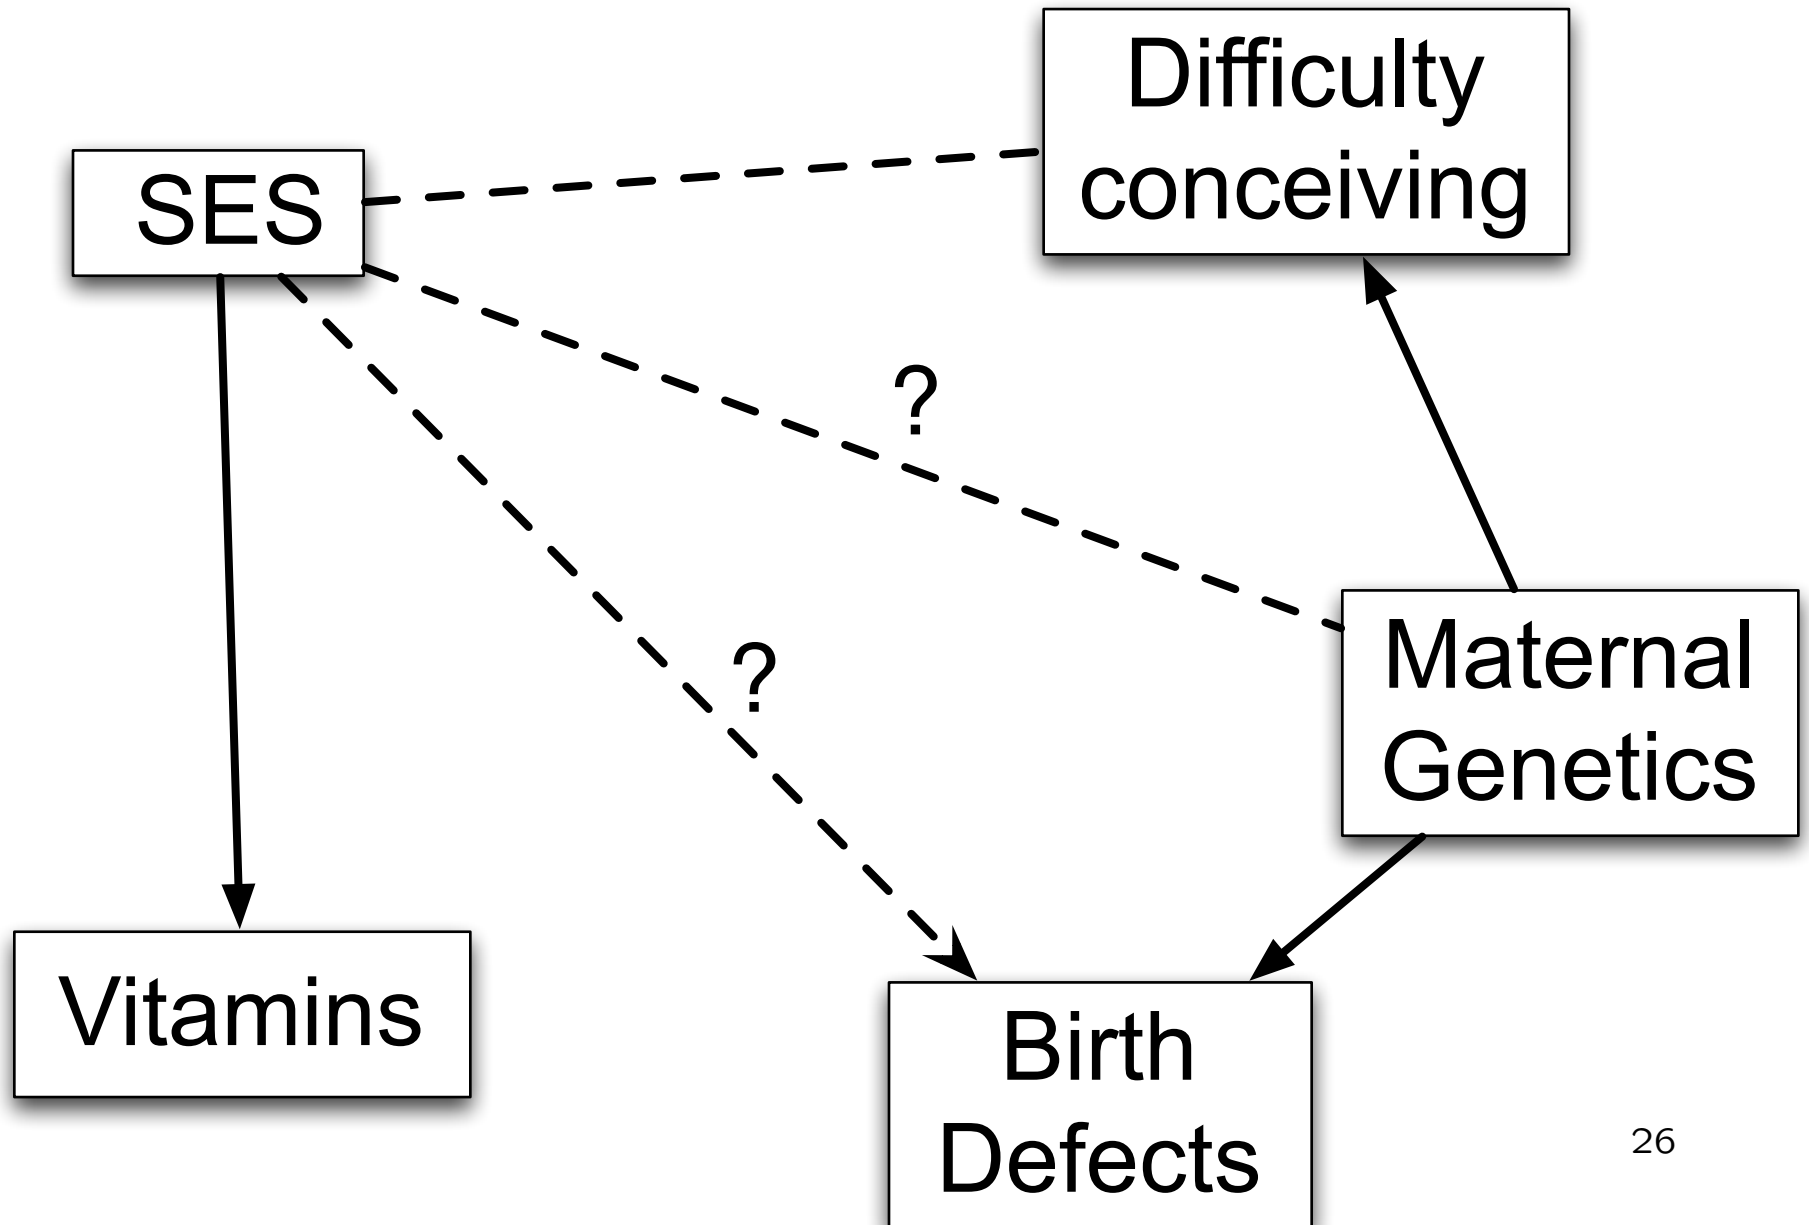 Difficulty
conceiving
SES
?
Maternal
Genetics
?
Vitamins
Birth
Defects
26